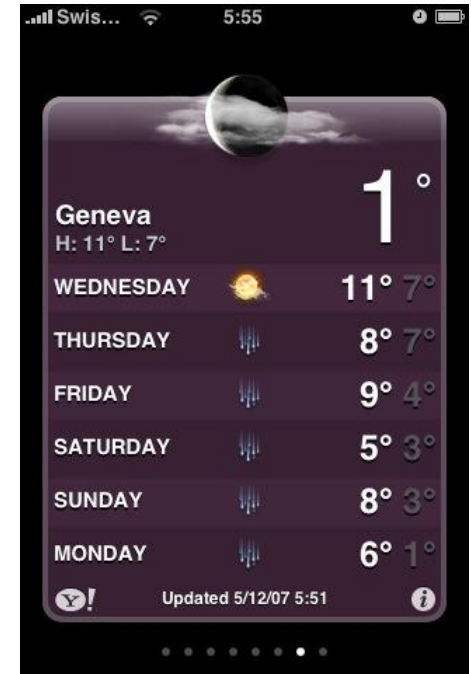 Swis... 5:55
1°
Geneva
H: 11° L: 7°
WEDNESDAY 11° 7°
THURSDAY 8° 7°
FRIDAY 9° 4°
SATURDAY 5° 3°
SUNDAY 8° 3°
MONDAY 6° 1°
Y! Updated 5/12/07 5:51 i